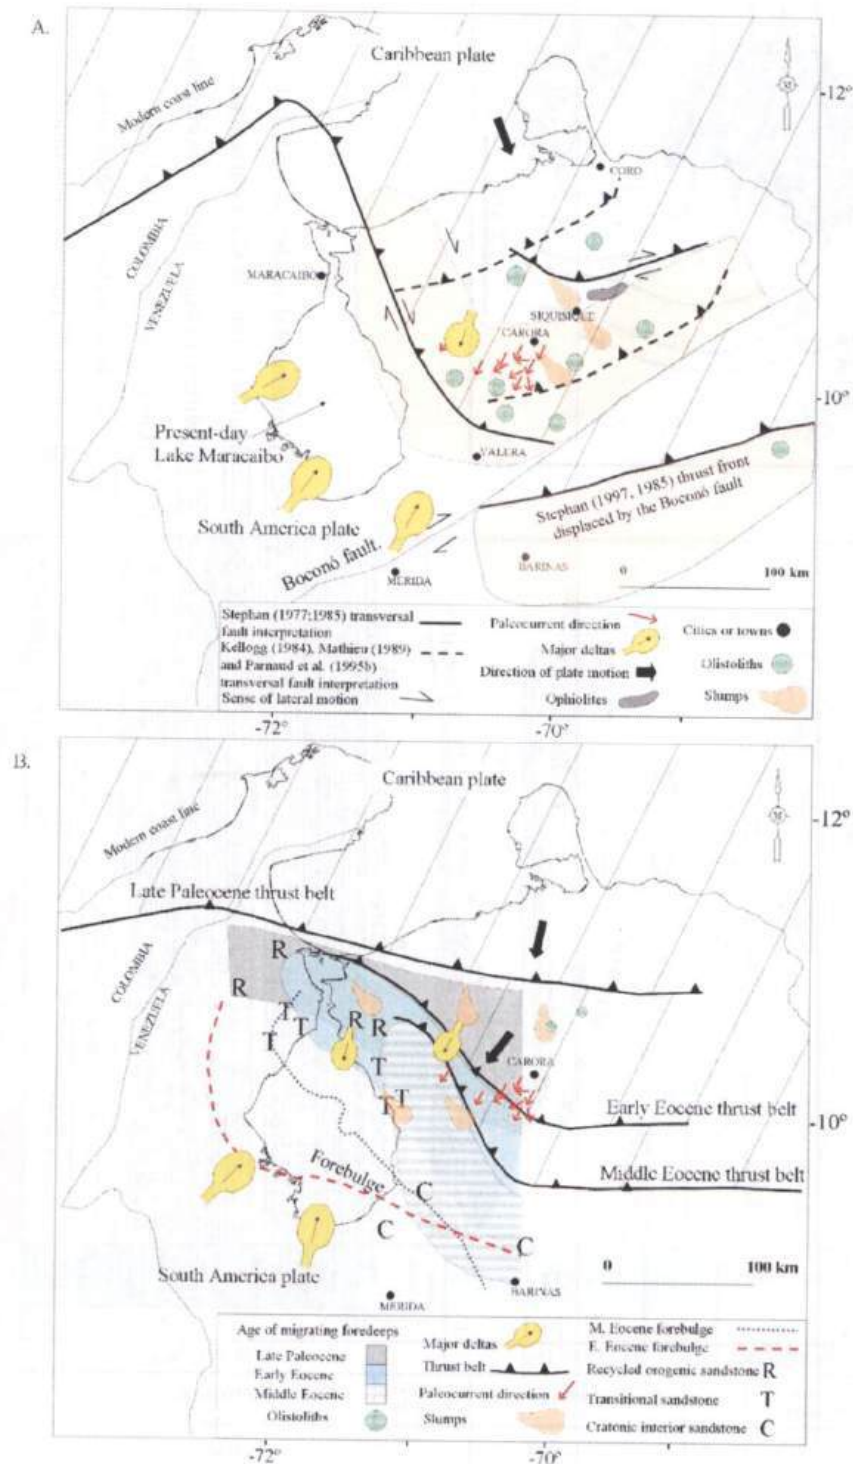 A.
Caribbean plate
Modern coast line
-12°
CORO
COLOMBIA
VENEZUELA
MARACAIBO
SIQUISIQUE
CARORA
-10°
Present-day
Lake Maracaibo
VALERA
Stephan (1997, 1985) thrust front
displaced by the Boconó fault
South America plate
Boconó fault.
MERIDA
BARINAS
0 100 km
Stephan (1977;1985) transversal
fault interpretation
Kellogg (1984), Mathieu (1989)
and Parnaud et al. (1995b)
transversal fault interpretation
Sense of lateral motion
Paleocurrent direction
Major deltas
Direction of plate motion
Ophiolites
Cities or towns
Olistoliths
Slumps
-72° -70°
B.
Caribbean plate
Modern coast line
-12°
Late Paleocene thrust belt
COLOMBIA
VENEZUELA
R
R
T
T
T
R
R
T
T
T
CARORA
Early Eocene thrust belt
-10°
Middle Eocene thrust belt
Forebulge
C
C
C
South America plate
0 100 km
MERIDA
BARINAS
Age of migrating foredeeps
Late Paleocene
Early Eocene
Middle Eocene
Olistoliths
Major deltas
Thrust belt
Paleocurrent direction
Slumps
M. Eocene forebulge
E. Eocene forebulge
Recycled orogenic sandstone R
Transitional sandstone T
Cratonic interior sandstone C
-72° -70°